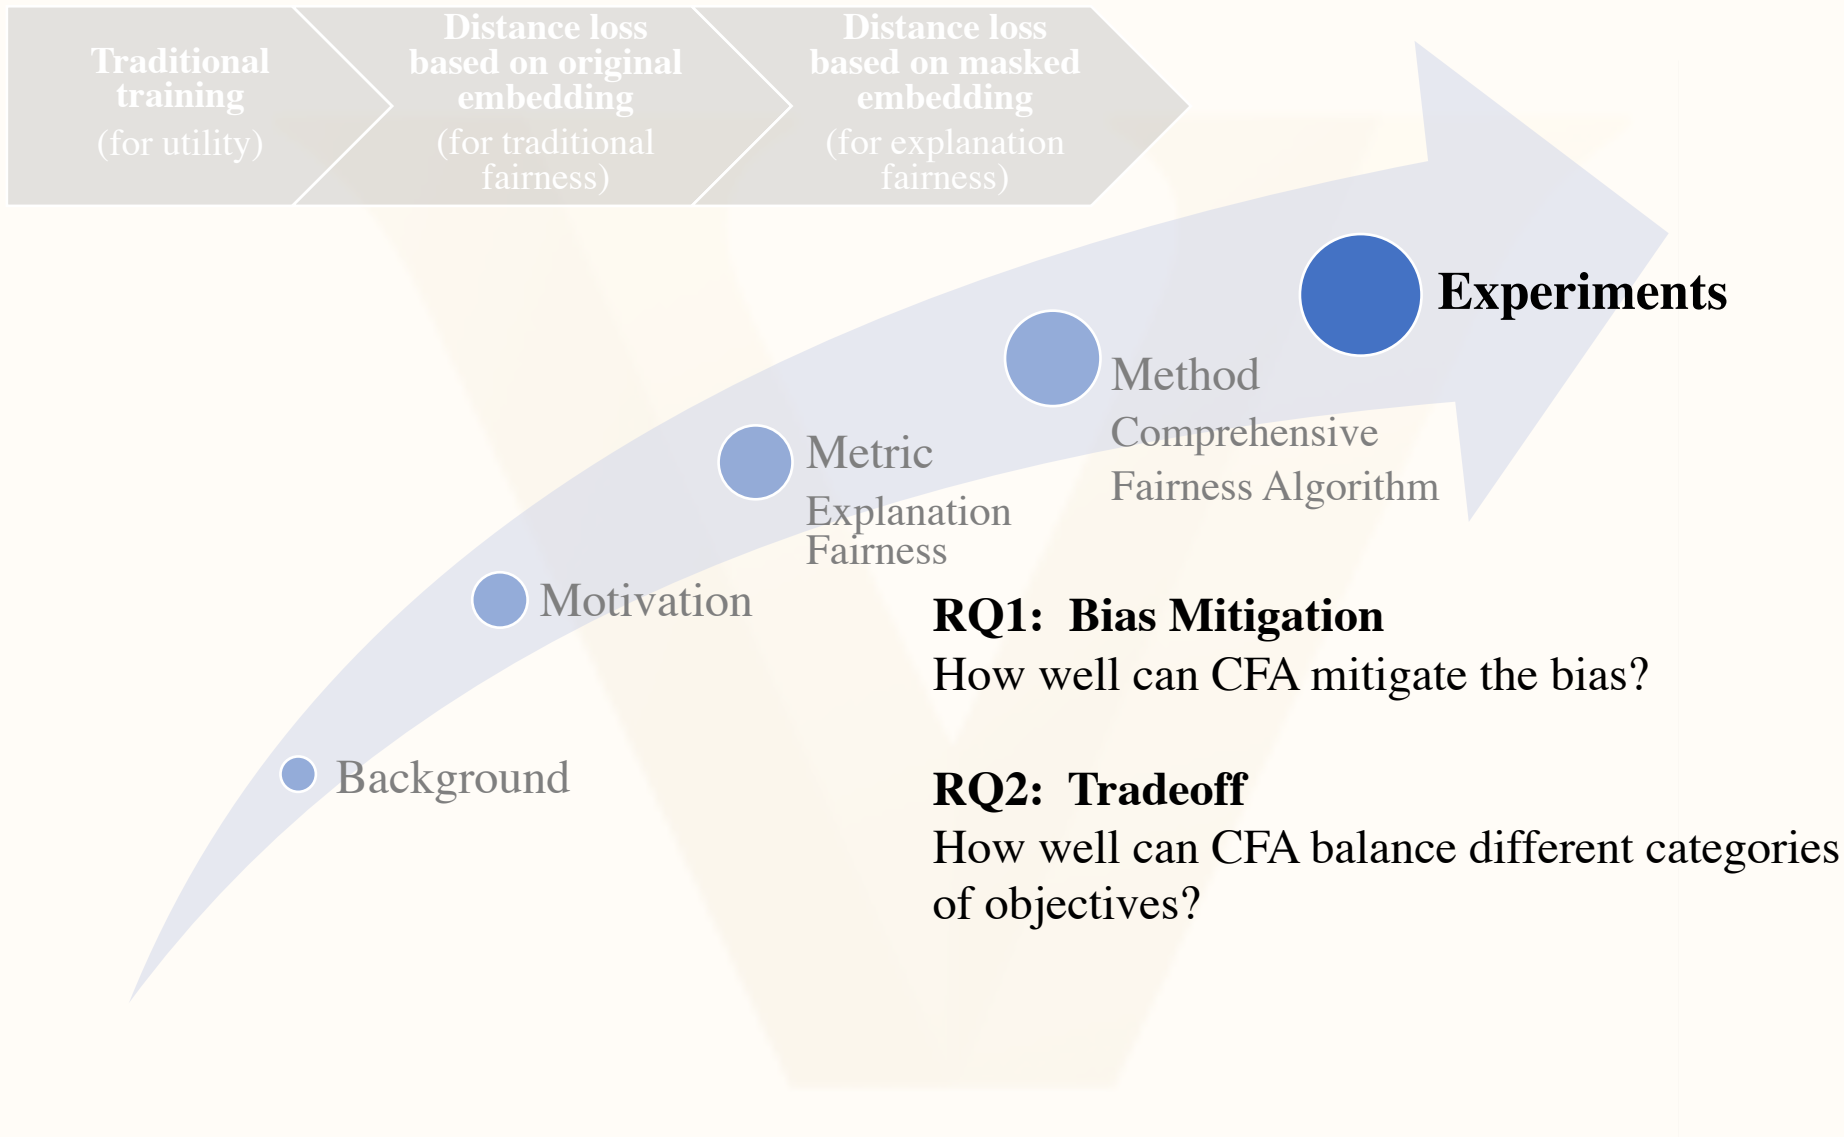 Traditional
training
(for utility)
Distance loss
based on original
embedding
(for traditional
fairness)
Distance loss
based on masked
embedding
(for explanation
fairness)
Experiments
Method
Comprehensive
Fairness Algorithm
Metric
Explanation
Fairness
Motivation
Background
RQ1:  Bias Mitigation
How well can CFA mitigate the bias?
RQ2:  Tradeoff
How well can CFA balance different categories
of objectives?